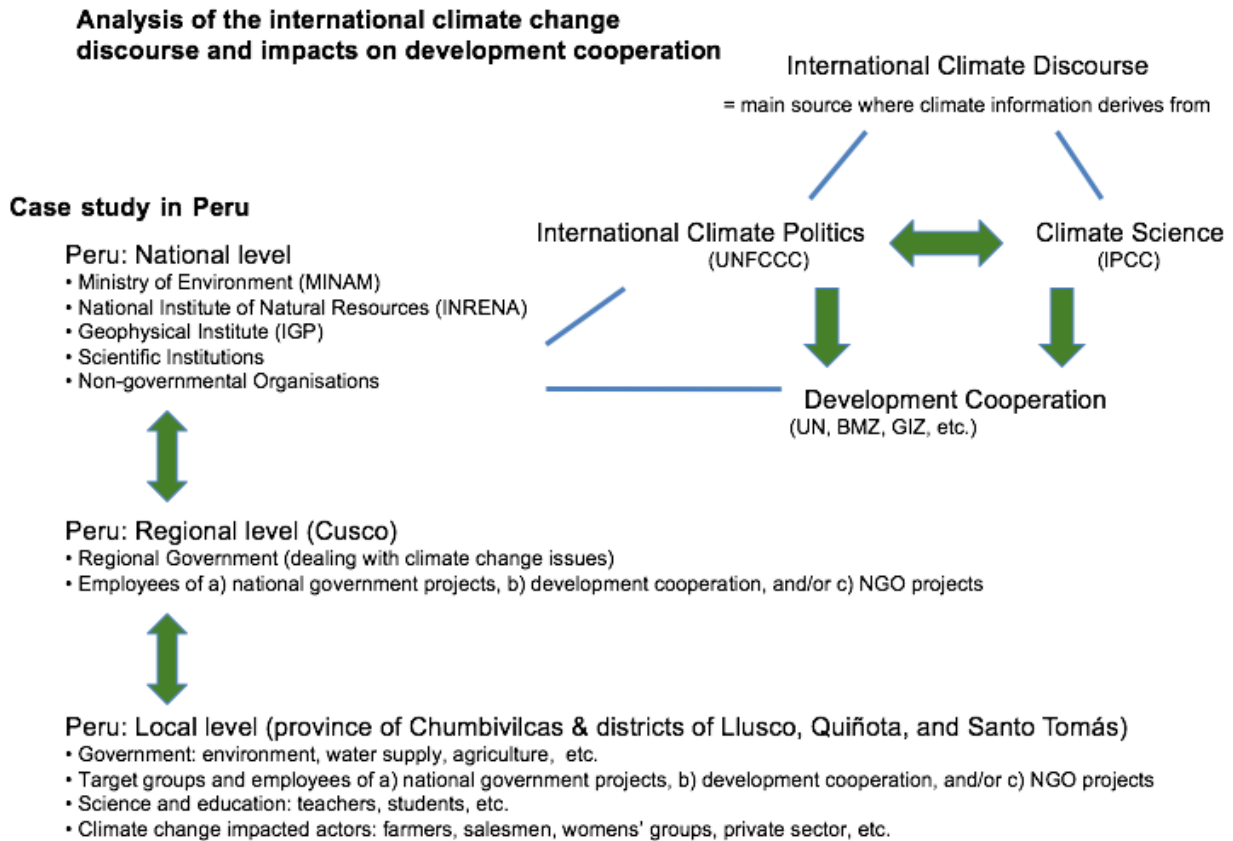 Analysis of the international climate change
discourse and impacts on development cooperation
International Climate Discourse
= main source where climate information derives from
International Climate Politics
(UNFCCC)
Climate Science
(IPCC)
Development Cooperation
(UN, BMZ, GIZ, etc.)
Case study in Peru
Peru: National level
• Ministry of Environment (MINAM)
• National Institute of Natural Resources (INRENA)
• Geophysical Institute (IGP)
• Scientific Institutions
• Non-governmental Organisations
Peru: Regional level (Cusco)
• Regional Government (dealing with climate change issues)
• Employees of a) national government projects, b) development cooperation, and/or c) NGO projects
Peru: Local level (province of Chumbivilcas & districts of Llusco, Quiñota, and Santo Tomás)
• Government: environment, water supply, agriculture, etc.
• Target groups and employees of a) national government projects, b) development cooperation, and/or c) NGO projects
• Science and education: teachers, students, etc.
• Climate change impacted actors: farmers, salesmen, womens' groups, private sector, etc.